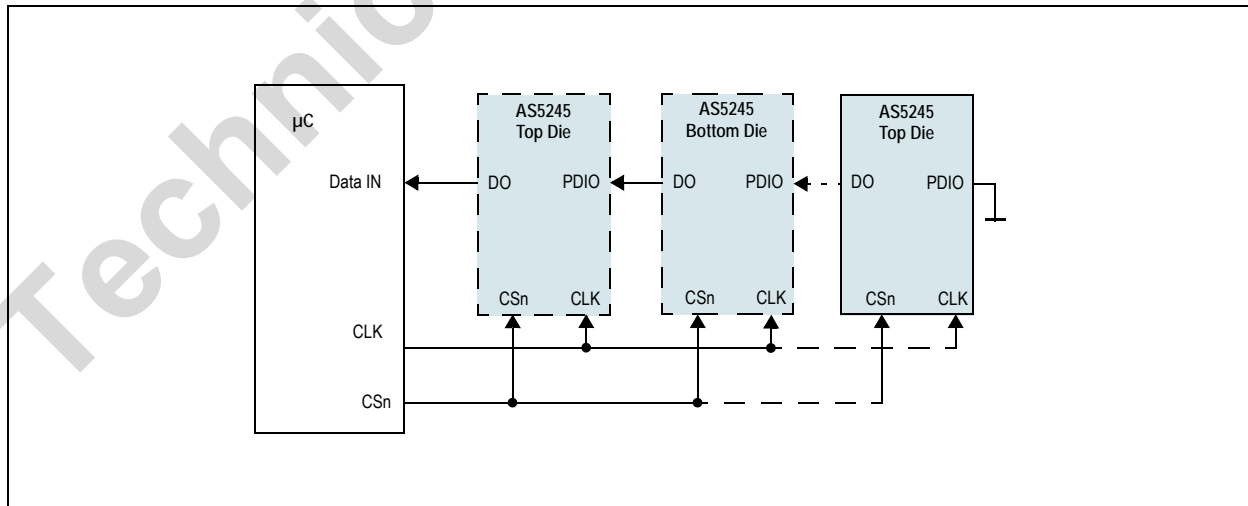 Technic
µC
AS5245
Top Die
AS5245
Bottom Die
AS5245
Top Die
Data IN
DO
PDIO
DO
PDIO
DO
PDIO
CSn
CLK
CSn
CLK
CSn
CLK
CLK
CSn